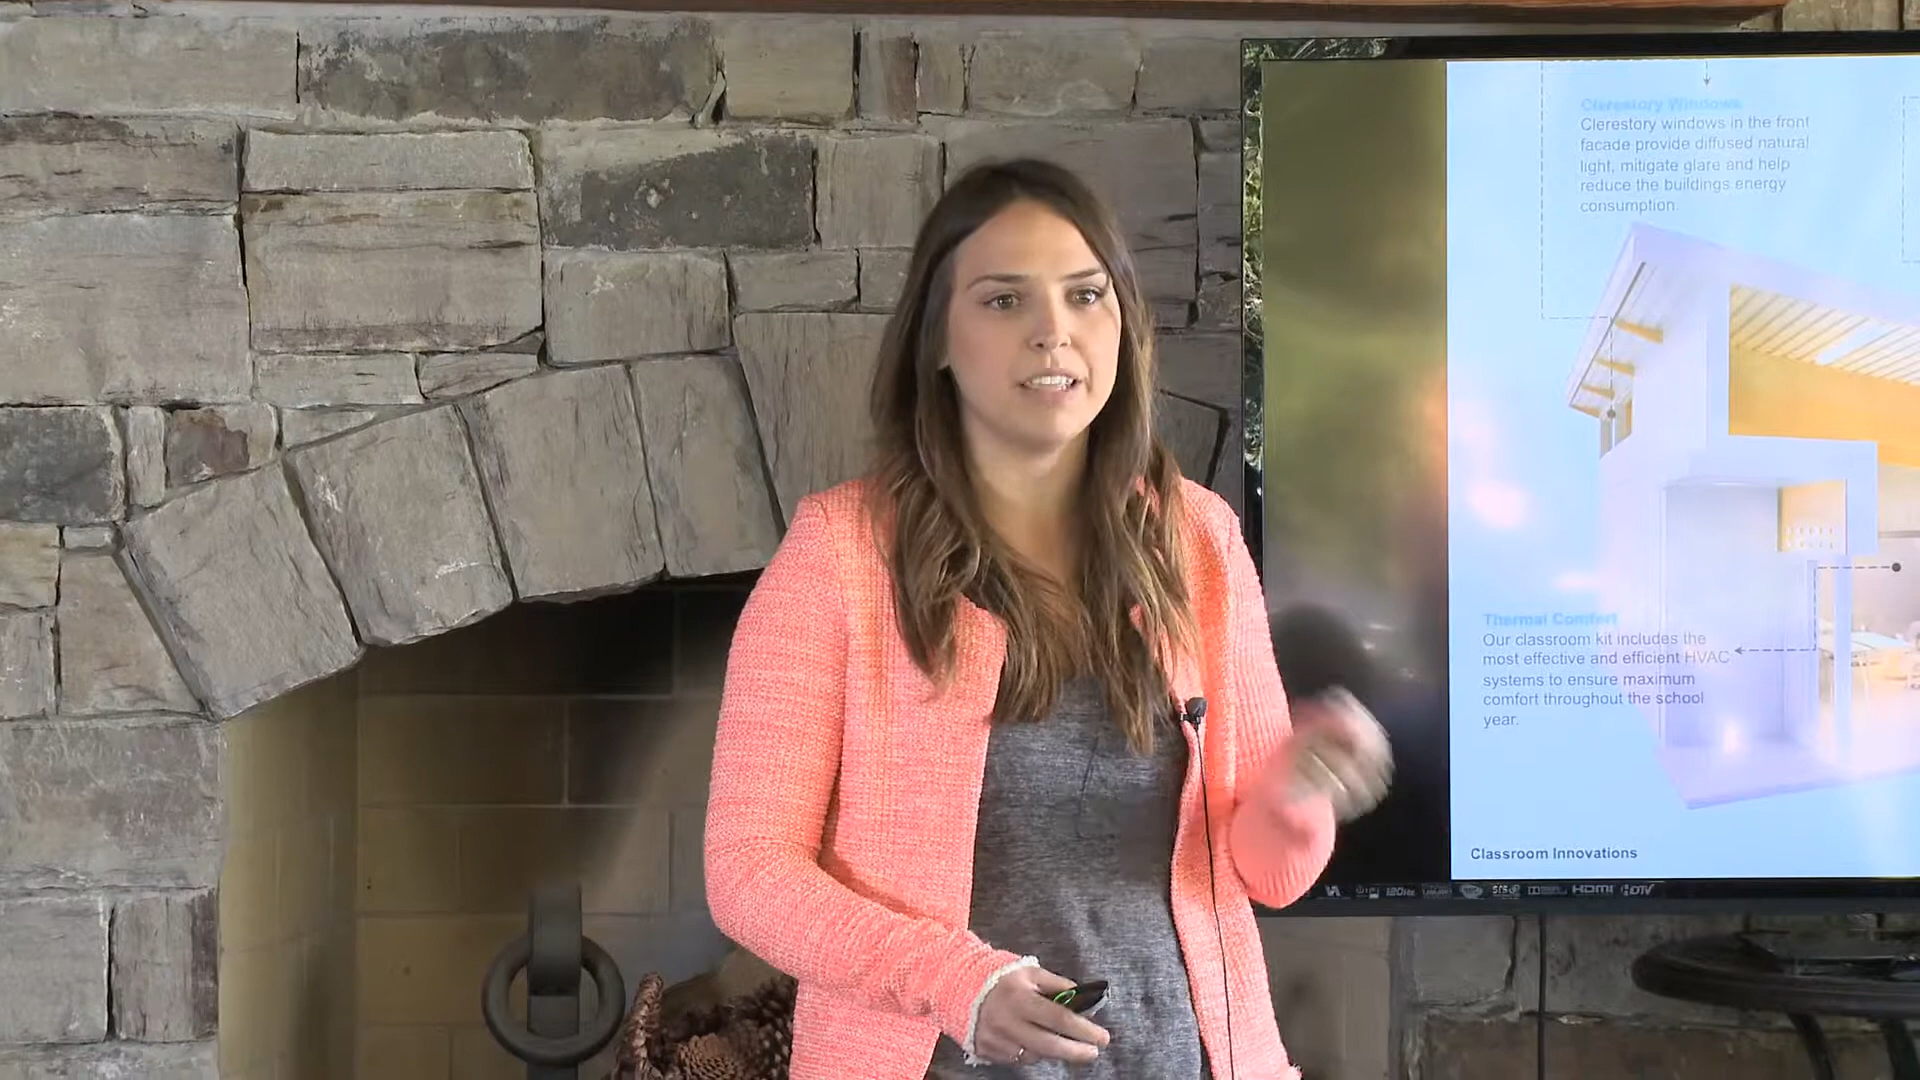 Clerestory Windows
Clerestory windows in the front
facade provide diffused natural
light, mitigate glare and help
reduce the buildings energy
consumption.
Thermal Comfort
Our classroom kit includes the
most effective and efficient HVAC
systems to ensure maximum
comfort throughout the school
year.
Classroom Innovations
120Hz
HDMI
HDTV